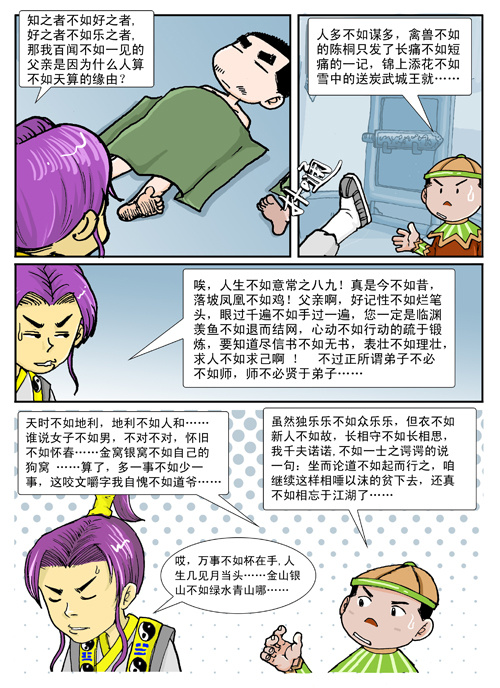 知之者不如好之者,
好之者不如乐之者,
那我百闻不如一见的
父亲是因为什么人算
不如天算的缘由?
人多不如谋多，禽兽不如
的陈桐只发了长痛不如短
痛的一记，锦上添花不如
雪中的送炭武城王就……
唉，人生不如意常之八九！真是今不如昔，
落坡凤凰不如鸡！父亲啊，好记性不如烂笔
头，眼过千遍不如手过一遍，您一定是临渊
羡鱼不如退而结网，心动不如行动的疏于锻
炼，要知道尽信书不如无书，表壮不如理壮，
求人不如求己啊！ 不过正所谓弟子不必
不如师，师不必贤于弟子……
天时不如地利，地利不如人和……
谁说女子不如男，不对不对，怀旧
不如怀春……金窝银窝不如自己的
狗窝 ……算了，多一事不如少一
事，这咬文嚼字我自愧不如道爷……
虽然独乐乐不如众乐乐，但衣不如
新人不如故，长相守不如长相思，
我千夫诺诺,不如一士之谔谔的说
一句：坐而论道不如起而行之，咱
继续这样相唾以沫的贫下去，还真
不如相忘于江湖了……
哎，万事不如杯在手,人
生几见月当头……金山银
山不如绿水青山哪……